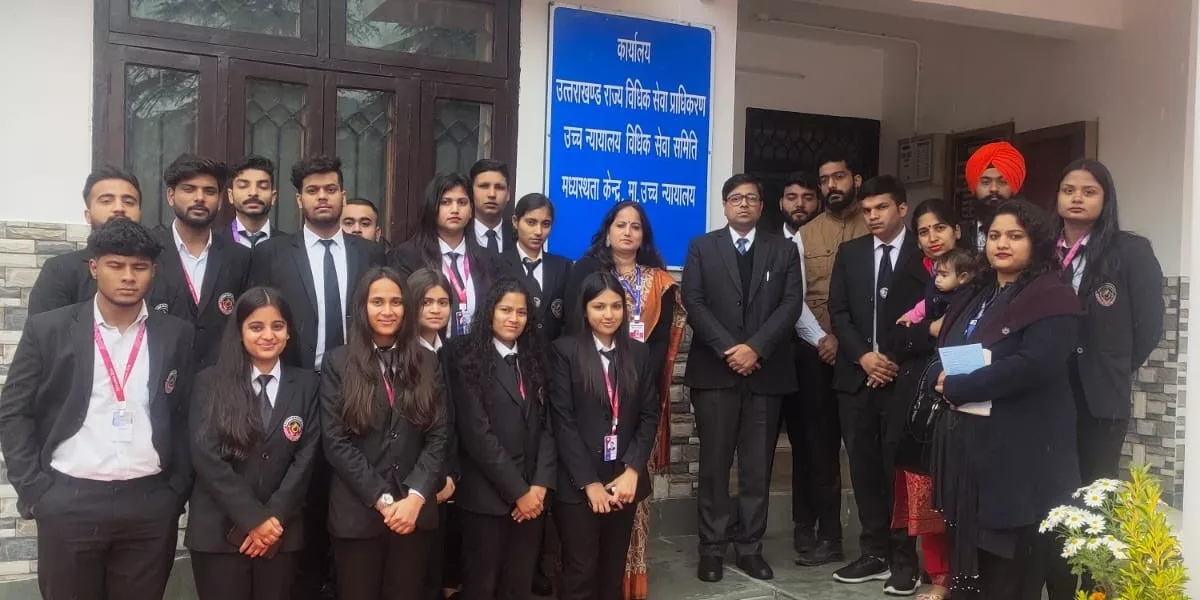 कार्यालय
उत्तराखण्ड राज्य विधिक सेवा प्राधिकरण
उच्च न्यायालय विधिक सेवा समिति
मध्यस्थता केन्द्र, मा. उच्च न्यायालय